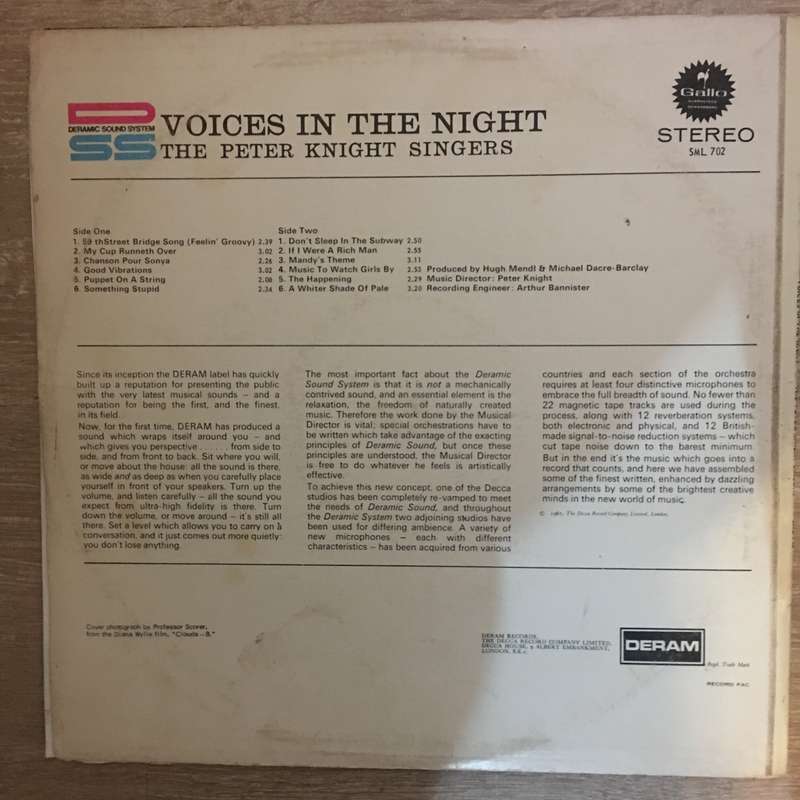 D
DERAMIC SOUND SYSTEM
SS
VOICES IN THE NIGHT
THE PETER KNIGHT SINGERS
Gallo
STEREO
SML 702
Side One
1. 59 thStreet Bridge Song (Feelin' Groovy) 2.39
2. My Cup Runneth Over 3.02
3. Chanson Pour Sonya 2.26
4. Good Vibrations 3.02
5. Puppet On A String 2.06
6. Something Stupid 2.34
Side Two
1. Don't Sleep In The Subway 2.50
2. If I Were A Rich Man 2.55
3. Mandy's Theme 3.11
4. Music To Watch Girls By 2.53
5. The Happening 2.29
6. A Whiter Shade Of Pale 3.20
Produced by Hugh Mendl & Michael Dacre-Barclay
Music Director: Peter Knight
Recording Engineer: Arthur Bannister
Since its inception the DERAM label has quickly
built up a reputation for presenting the public
with the very latest musical sounds – and a
reputation for being the first, and the finest,
in its field.
Now, for the first time, DERAM has produced a
sound which wraps itself around you – and
which gives you perspective . . . . . from side to
side, and from front to back. Sit where you will,
or move about the house: all the sound is there,
as wide and as deep as when you carefully place
yourself in front of your speakers. Turn up the
volume, and listen carefully – all the sound you
expect from ultra-high fidelity is there. Turn
down the volume, or move around – it's still all
there. Set a level which allows you to carry on a
conversation, and it just comes out more quietly:
you don't lose anything.
The most important fact about the Deramic
Sound System is that it is not a mechanically
contrived sound, and an essential element is the
relaxation, the freedom of naturally created
music. Therefore the work done by the Musical
Director is vital: special orchestrations have to
be written which take advantage of the exacting
principles of Deramic Sound, but once these
principles are understood, the Musical Director
is free to do whatever he feels is artistically
effective.
To achieve this new concept, one of the Decca
studios has been completely re-vamped to meet
the needs of Deramic Sound, and throughout
the Deramic System two adjoining studios have
been used for differing ambience. A variety of
new microphones – each with different
characteristics – has been acquired from various
countries and each section of the orchestra
requires at least four distinctive microphones to
embrace the full breadth of sound. No fewer than
22 magnetic tape tracks are used during the
process, along with 12 reverberation systems,
both electronic and physical, and 12 British-
made signal-to-noise reduction systems – which
cut tape noise down to the barest minimum.
But in the end it's the music which goes into a
record that counts, and here we have assembled
some of the finest written, enhanced by dazzling
arrangements by some of the brightest creative
minds in the new world of music.
The Decca Record Company Limited, London.
Cover photograph by Professor Scorer,
from the Diana Wyllie Film, "Clouds – B."
DERAM RECORDS,
THE DECCA RECORD COMPANY LIMITED,
DECCA HOUSE, 9 ALBERT EMBANKMENT,
LONDON, S.E.1
DERAM
Regd. Trade Mark
RECORD PAC